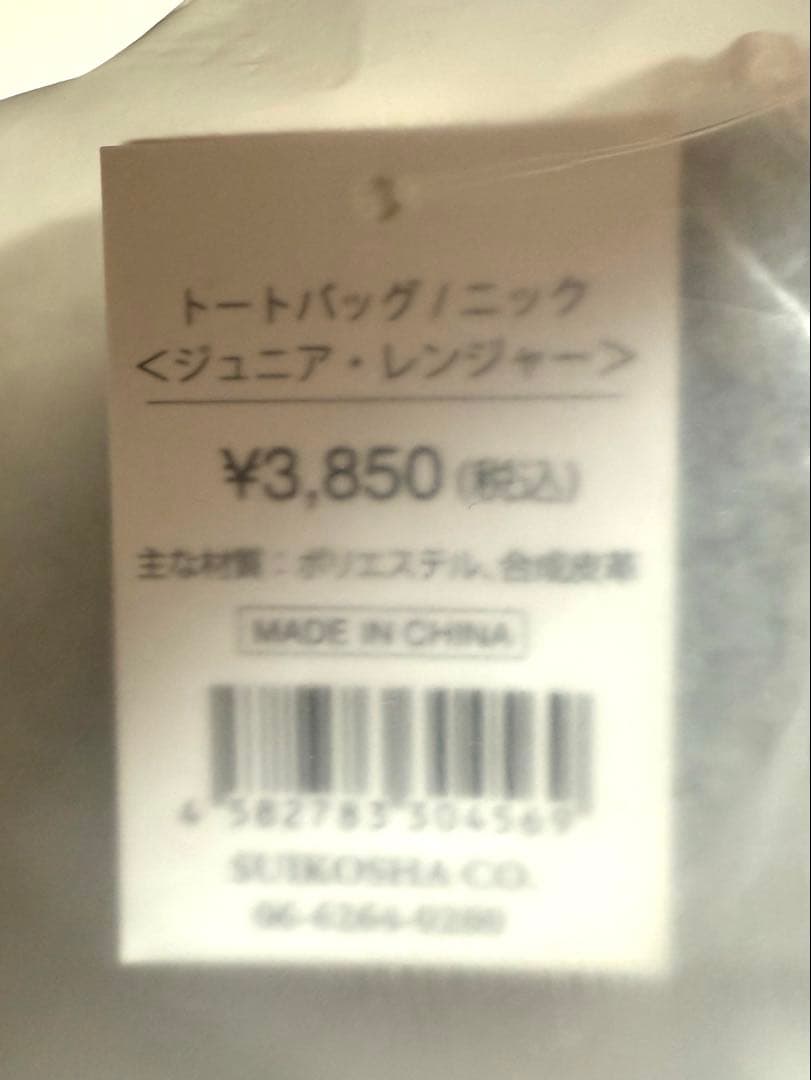 トートバッグ/ニック
<ジュニア・レンジャー>
¥3,850(税込)
主な材質:ポリエステル、合成皮革
MADE IN CHINA
4 582783 304569
SUIKOSHA CO.
06-6264-0280